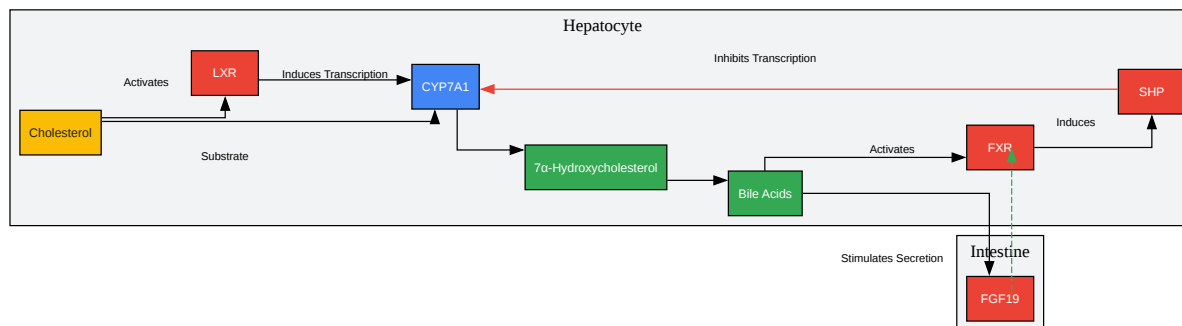 Hepatocyte
Inhibits Transcription
LXR
Induces Transcription
Activates
CYP7A1
SHP
Cholesterol
Induces
FXR
Activates
Substrate
7α-Hydroxycholesterol
Bile Acids
Intestine
Stimulates Secretion
FGF19